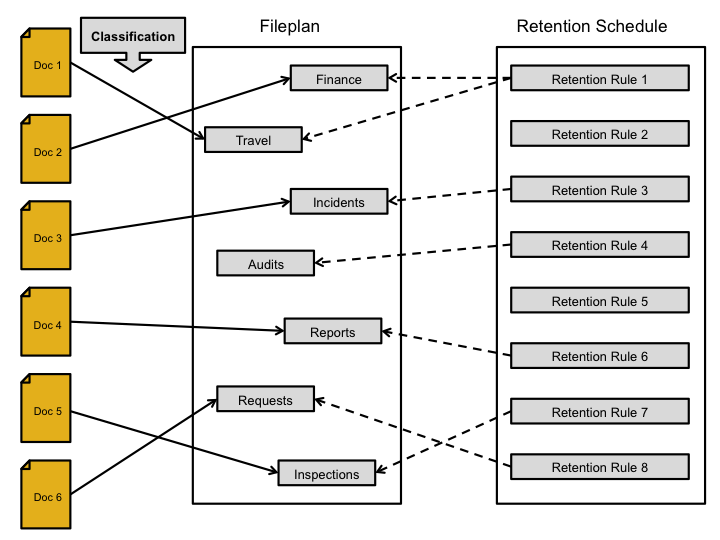 Fileplan
Retention Schedule
Classification
Doc 1
Doc 2
Doc 3
Doc 4
Doc 5
Doc 6
Finance
Travel
Incidents
Audits
Reports
Requests
Inspections
Retention Rule 1
Retention Rule 2
Retention Rule 3
Retention Rule 4
Retention Rule 5
Retention Rule 6
Retention Rule 7
Retention Rule 8